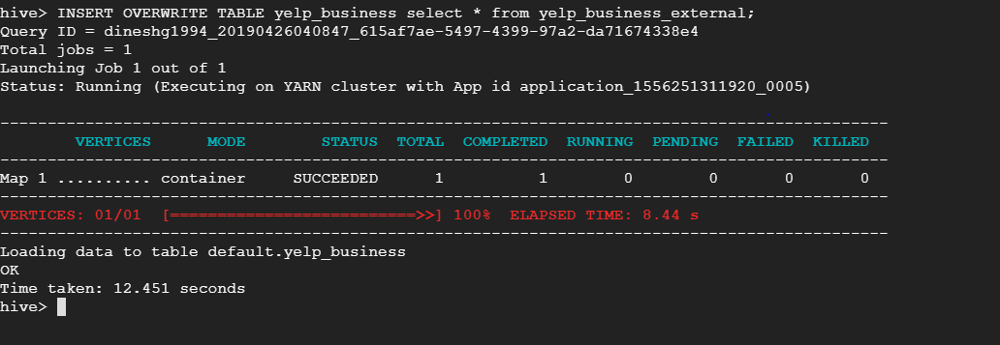 hive> INSERT OVERWRITE TABLE yelp_business select * from yelp_business_external;
Query ID = dineshg1994_20190426040847_615af7ae-5497-4399-97a2-da71674338e4
Total jobs = 1
Launching Job 1 out of 1
Status: Running (Executing on YARN cluster with App id application_1556251311920_0005)
----------------------------------------------------------------------------------------------
VERTICES MODE STATUS TOTAL COMPLETED RUNNING PENDING FAILED KILLED
----------------------------------------------------------------------------------------------
Map 1 .......... container SUCCEEDED 1 1 0 0 0 0
----------------------------------------------------------------------------------------------
VERTICES: 01/01 [==========================>>] 100% ELAPSED TIME: 8.44 s
----------------------------------------------------------------------------------------------
Loading data to table default.yelp_business
OK
Time taken: 12.451 seconds
hive>